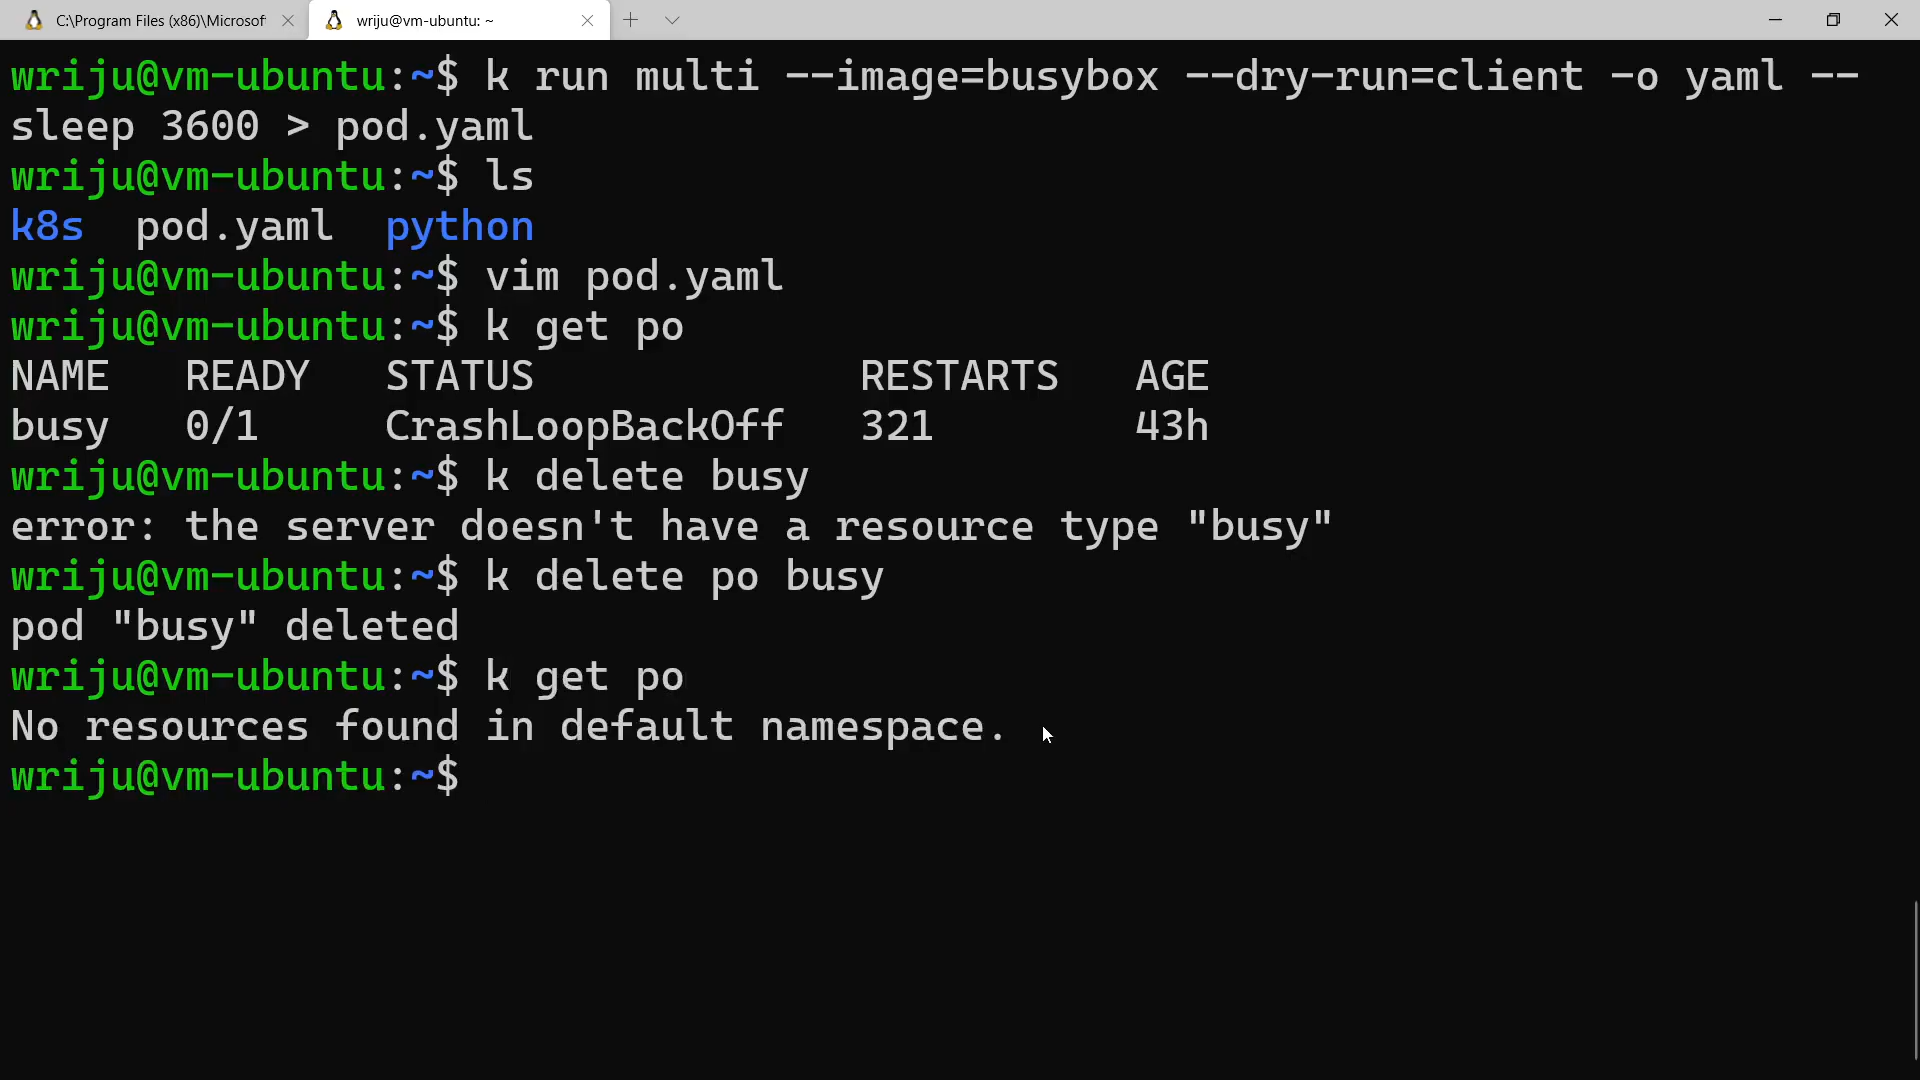 C:\Program Files (x86)\Microsof
wriju@vm-ubuntu: ~
wriju@vm-ubuntu:~$ k run multi --image=busybox --dry-run=client -o yaml --
sleep 3600 > pod.yaml
wriju@vm-ubuntu:~$ ls
k8s  pod.yaml  python
wriju@vm-ubuntu:~$ vim pod.yaml
wriju@vm-ubuntu:~$ k get po
NAME   READY   STATUS             RESTARTS   AGE
busy   0/1     CrashLoopBackOff   321        43h
wriju@vm-ubuntu:~$ k delete busy
error: the server doesn't have a resource type "busy"
wriju@vm-ubuntu:~$ k delete po busy
pod "busy" deleted
wriju@vm-ubuntu:~$ k get po
No resources found in default namespace.
wriju@vm-ubuntu:~$